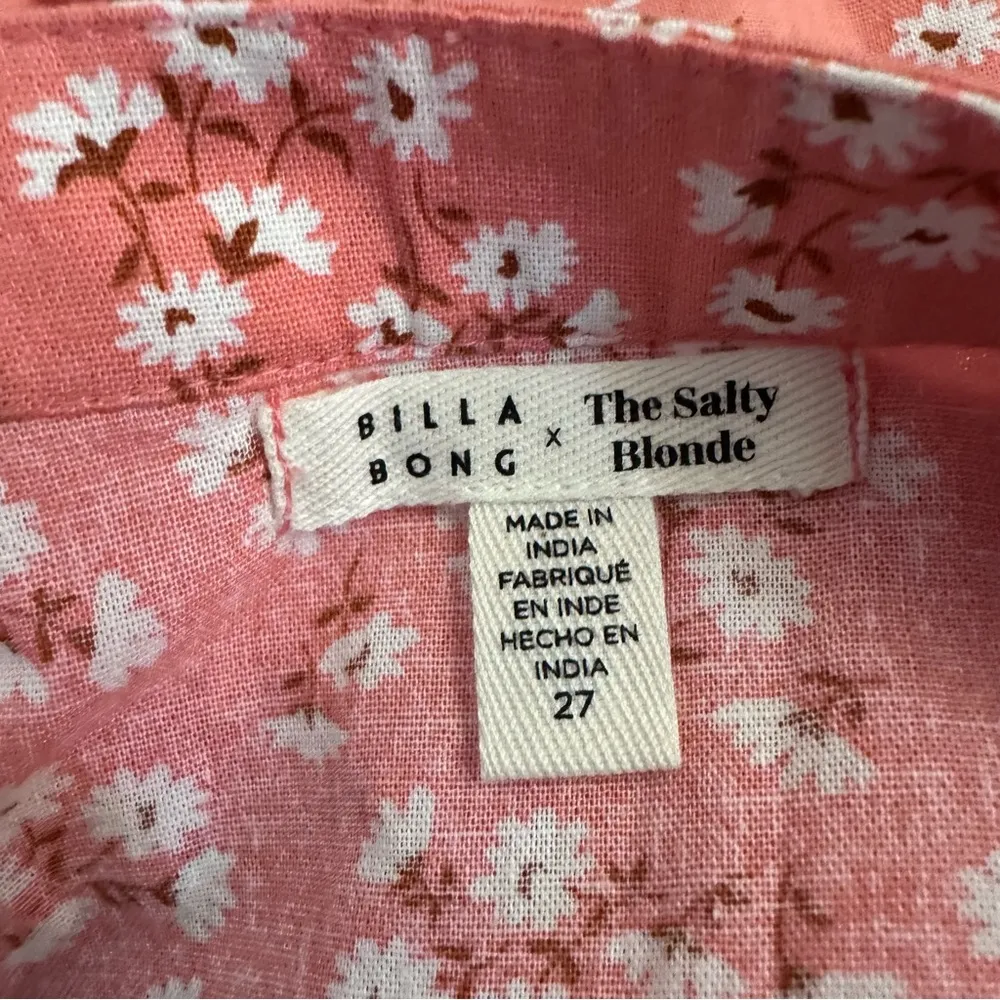 BILLA
BONG
x
The Salty
Blonde
MADE IN
INDIA
FABRIQUÉ
EN INDE
HECHO EN
INDIA
27